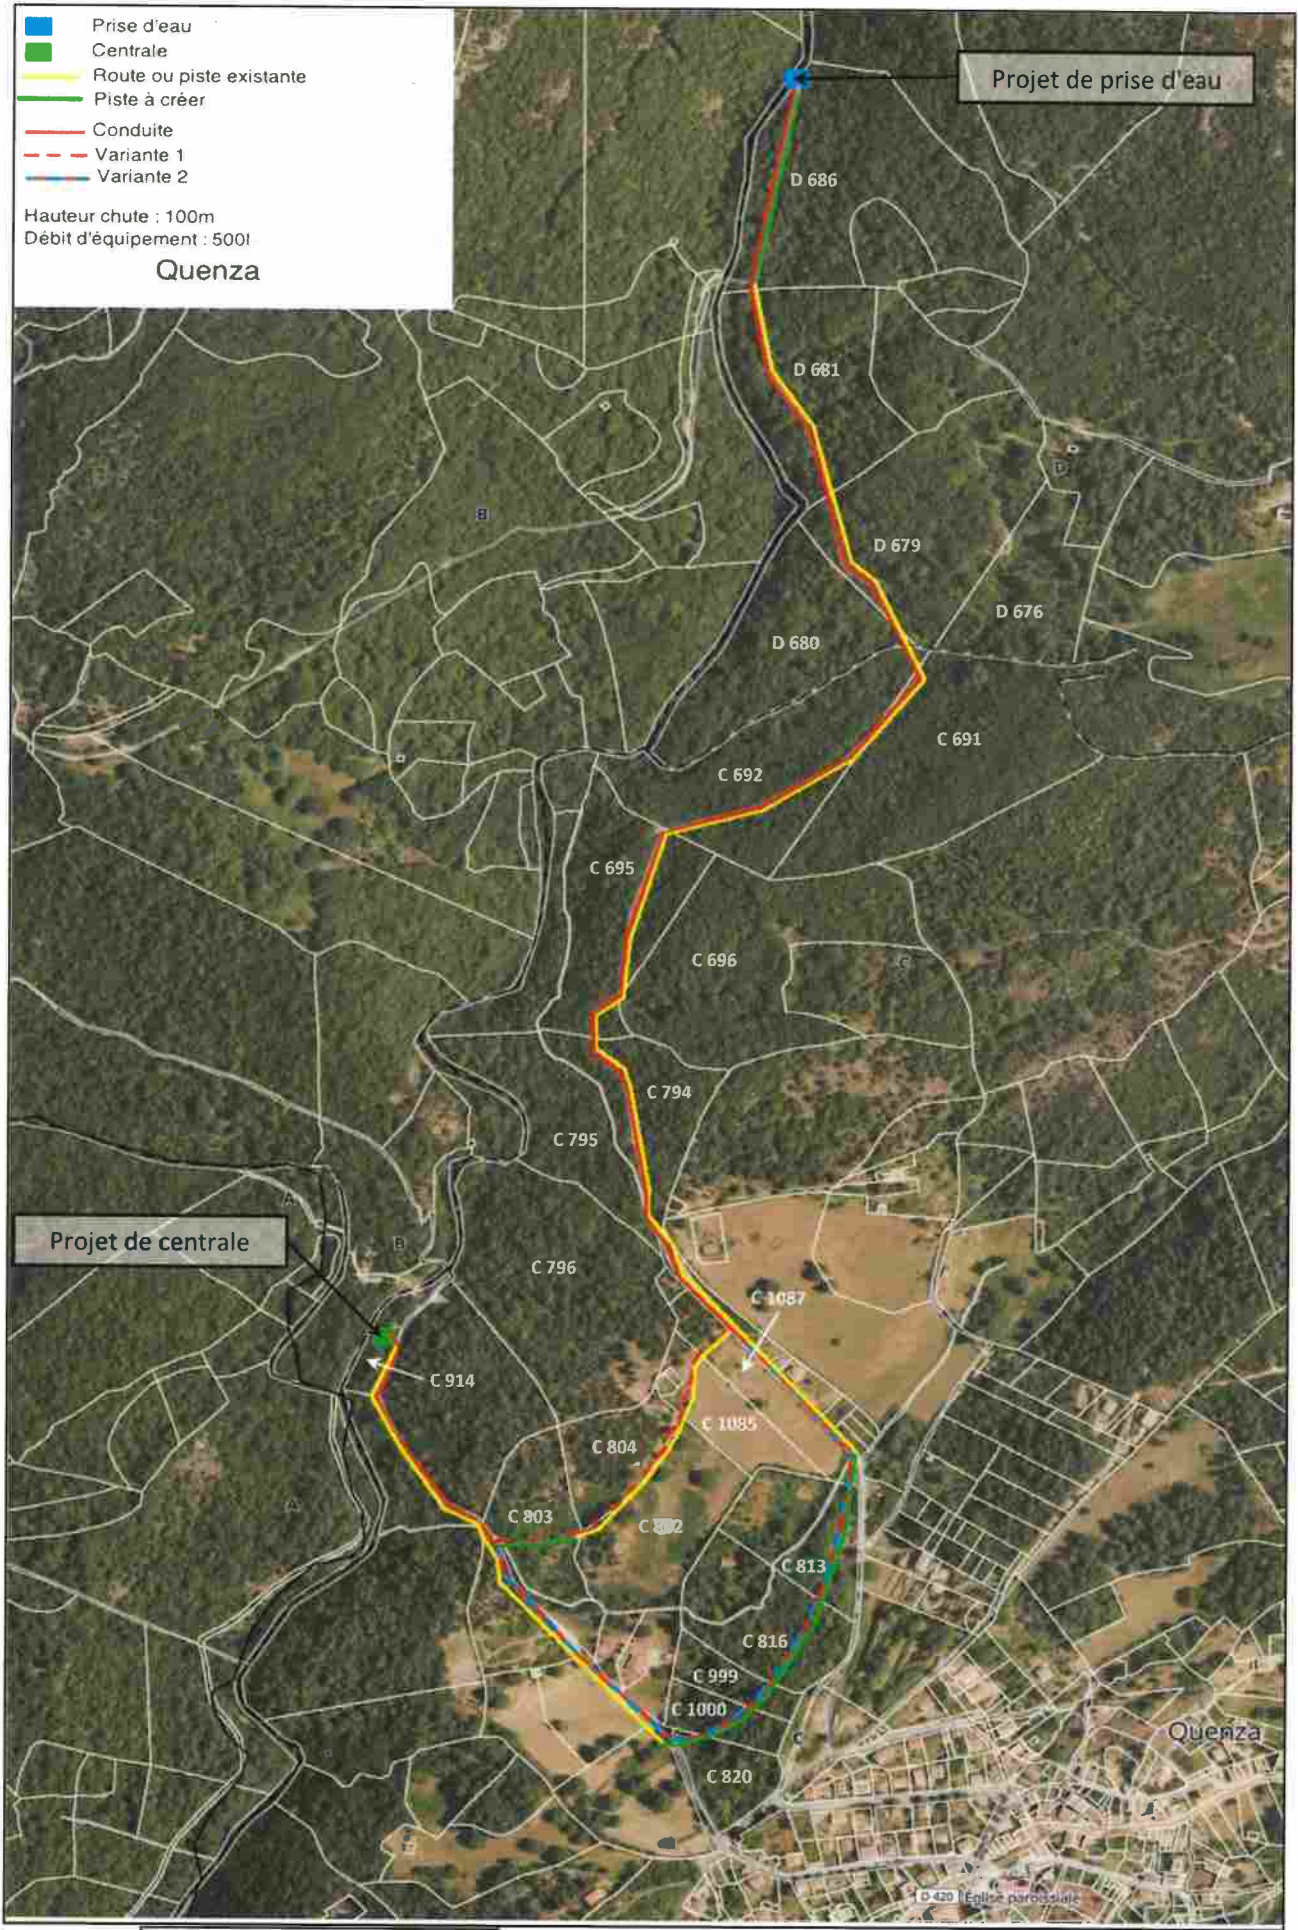 Prise d'eau
Centrale
Route ou piste existante
Piste à créer
Conduite
Variante 1
Variante 2
Hauteur chute : 100m
Débit d'équipement : 500l
Quenza
Projet de prise d'eau
D 686
D 681
B
D
D 679
D 676
D 680
C 691
C 692
C 695
C 696
C
C 794
C 795
A
Projet de centrale
B
C 796
C 1087
C 914
C 1085
C 804
A
C 803
C 813
C 816
C 999
C 1000
Quenza
C
C 820
D 420
Église paroissiale